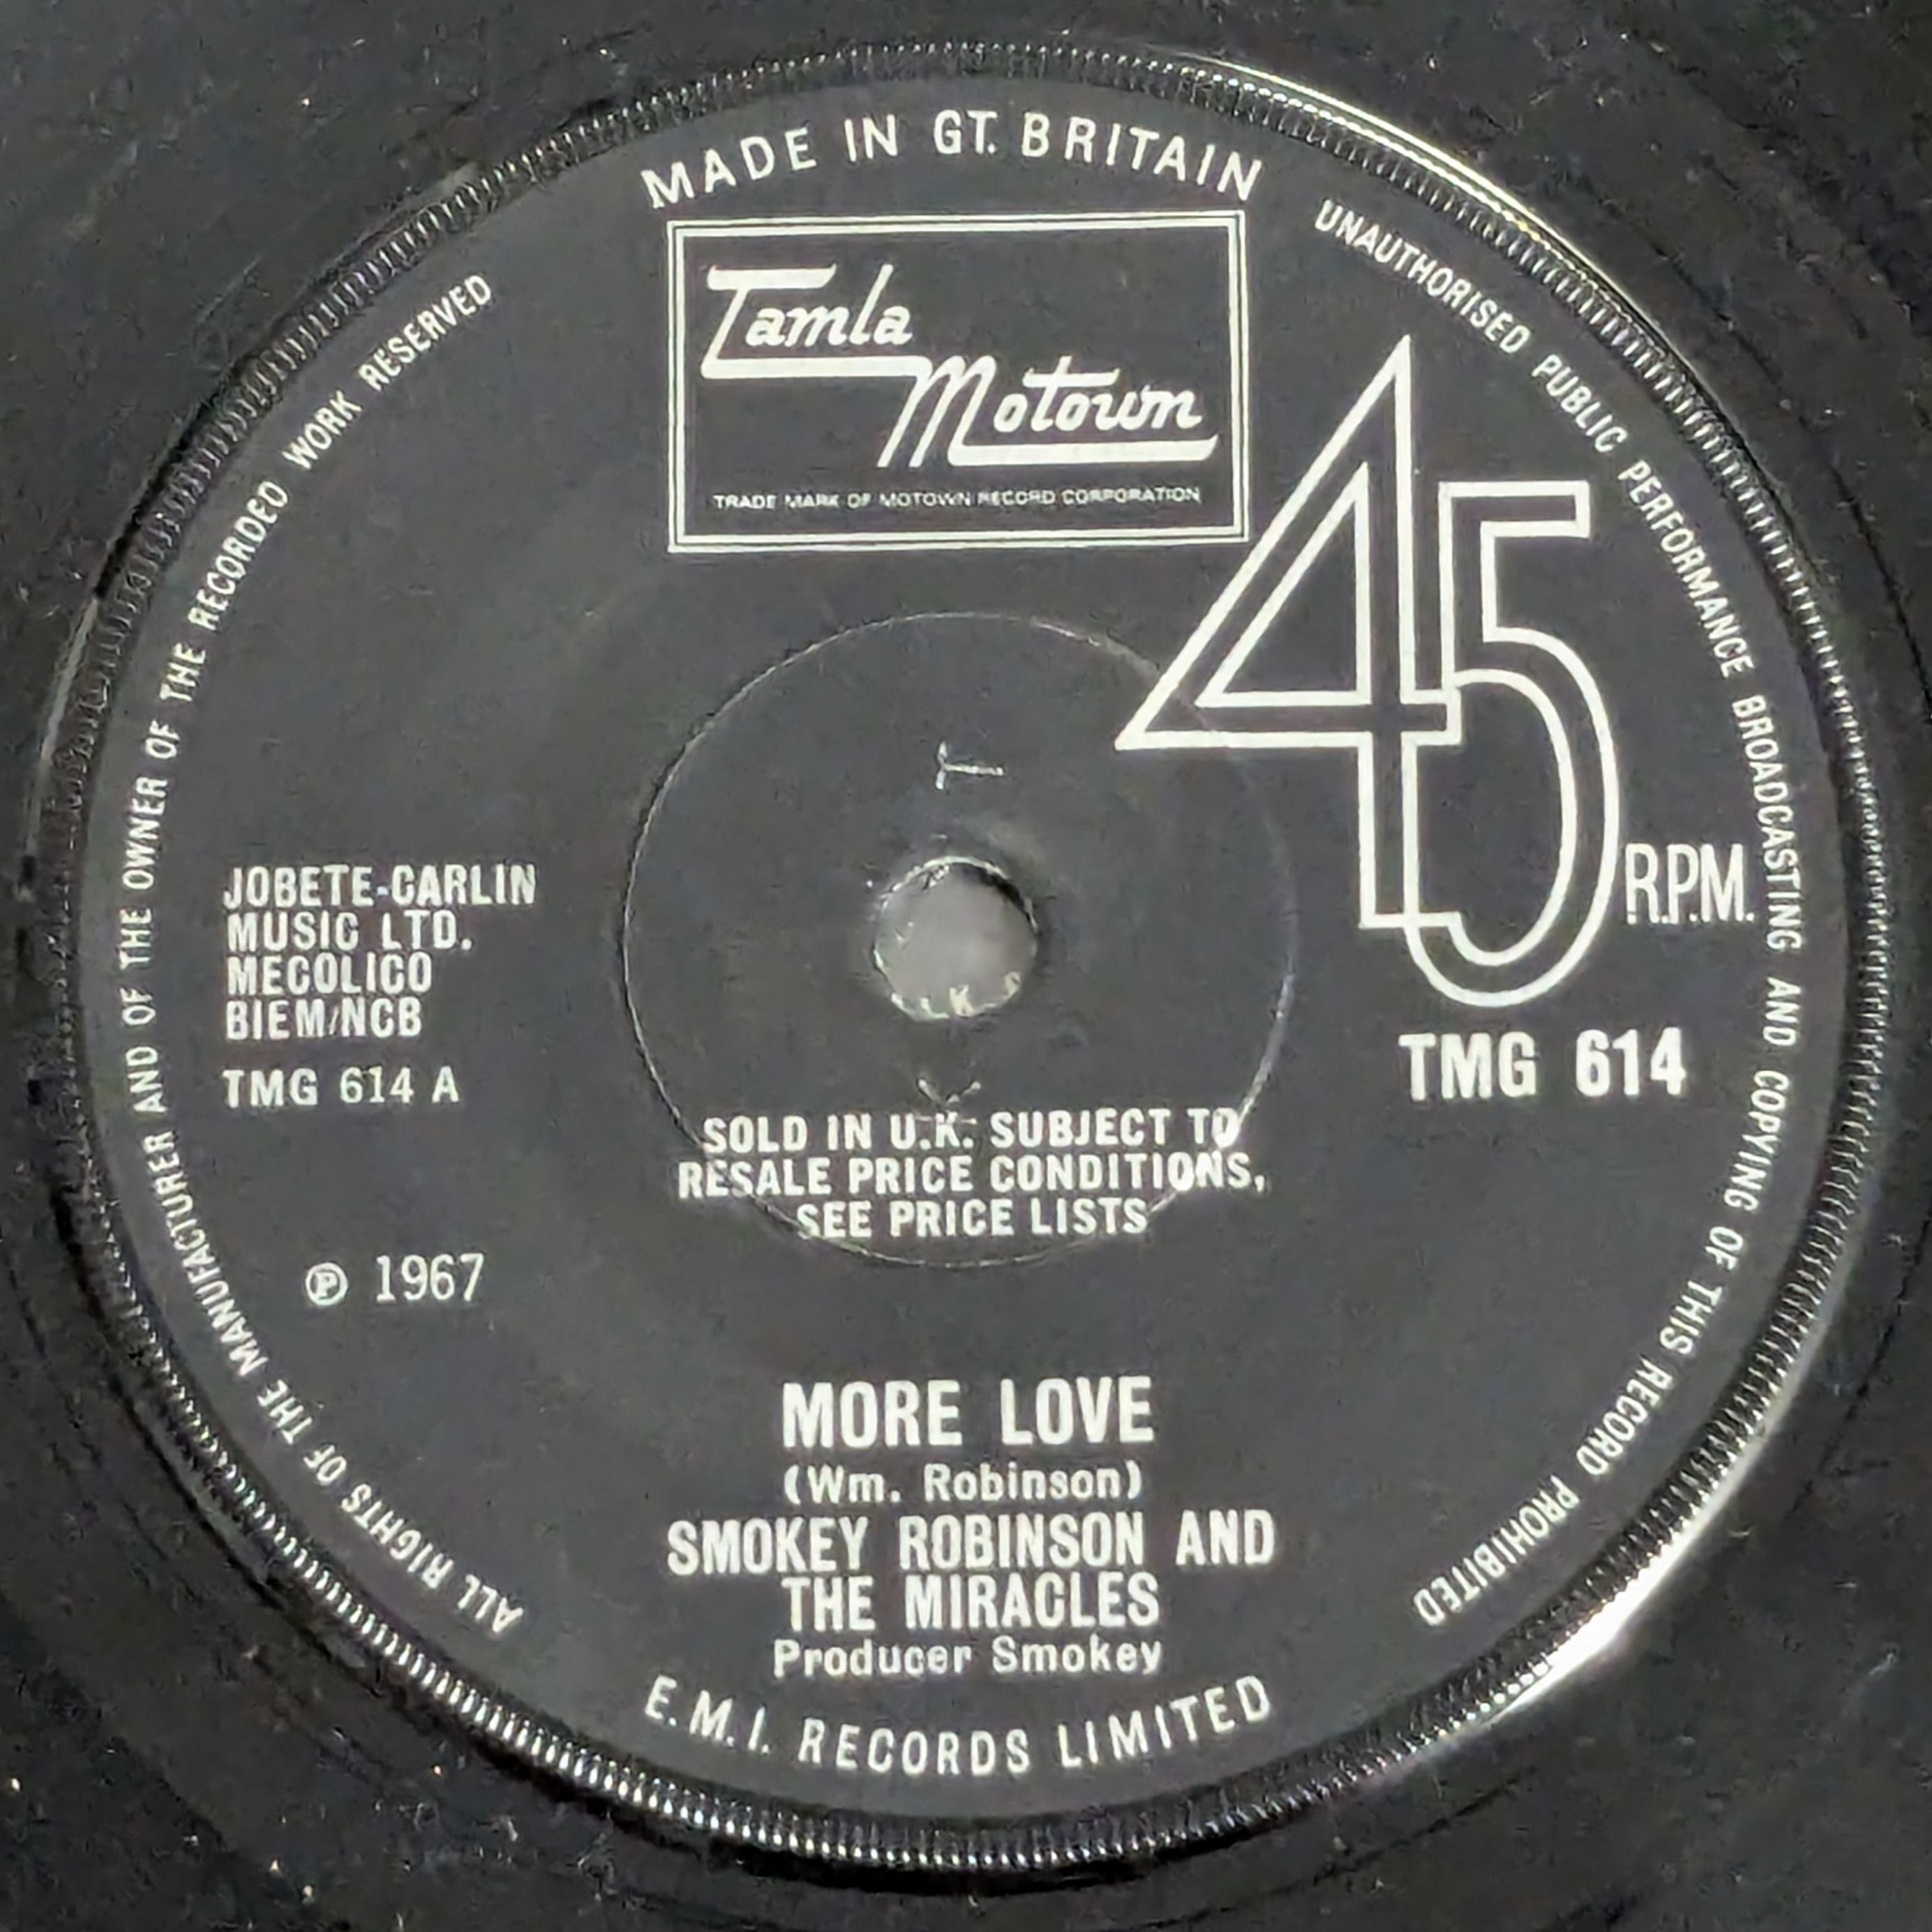 MADE IN GT. BRITAIN
Tamla
Motown
TRADE MARK OF MOTOWN RECORD CORPORATION
45
R.P.M.
TMG 614
JOBETE-CARLIN
MUSIC LTD.
MECOLICO
BIEM/NCB
TMG 614 A
SOLD IN U.K. SUBJECT TO
RESALE PRICE CONDITIONS,
SEE PRICE LISTS
℗ 1967
MORE LOVE
(Wm. Robinson)
SMOKEY ROBINSON AND
THE MIRACLES
Producer Smokey
E.M.I. RECORDS LIMITED
ALL RIGHTS OF THE MANUFACTURER AND OF THE OWNER OF THE RECORDED WORK RESERVED
UNAUTHORISED PUBLIC PERFORMANCE BROADCASTING AND COPYING OF THIS RECORD PROHIBITED